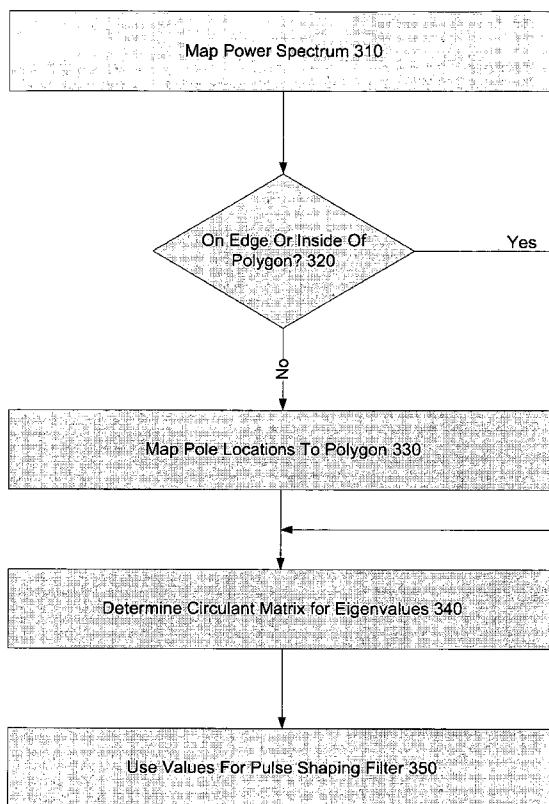 Map Power Spectrum 310
On Edge Or Inside Of
Polygon? 320
Yes
No
Map Pole Locations To Polygon 330
Determine Circulant Matrix for Eigenvalues 340
Use Values For Pulse Shaping Filter 350